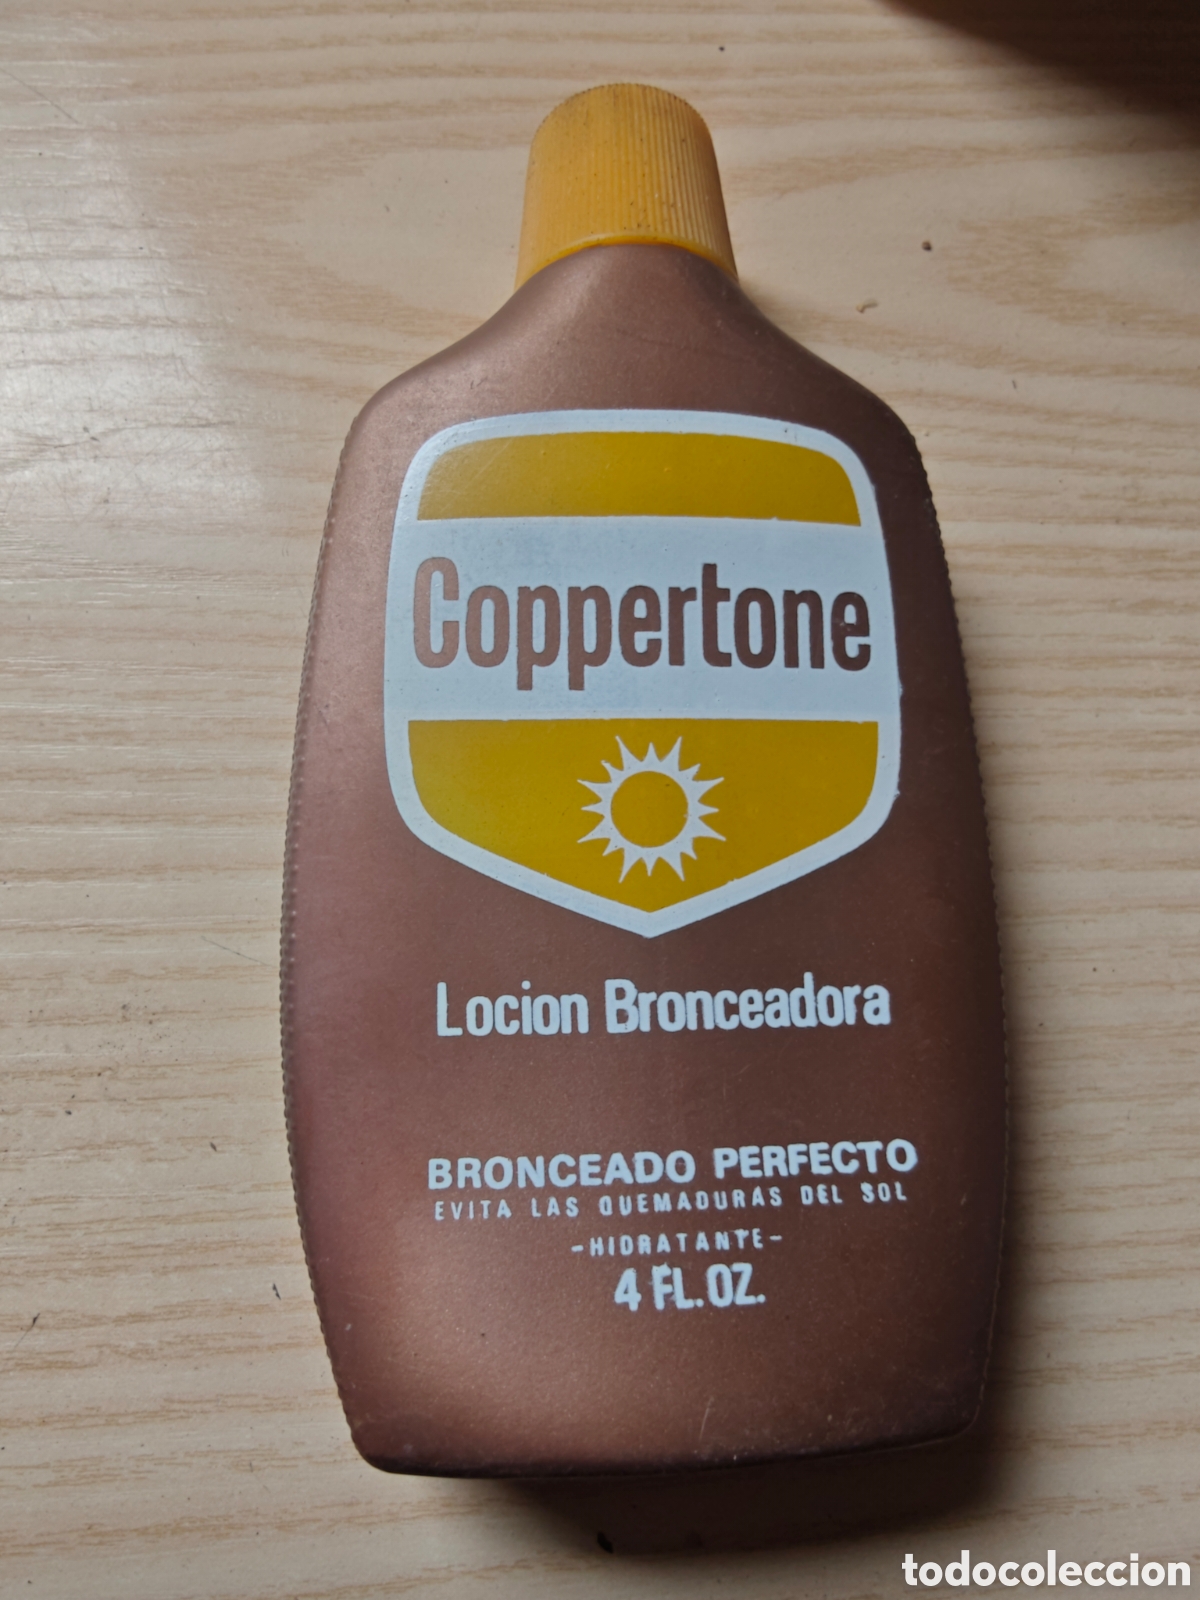 Coppertone
Locion Bronceadora
BRONCEADO PERFECTO
EVITA LAS QUEMADURAS DEL SOL
-HIDRATANTE-
4 FL.OZ.
todocoleccion